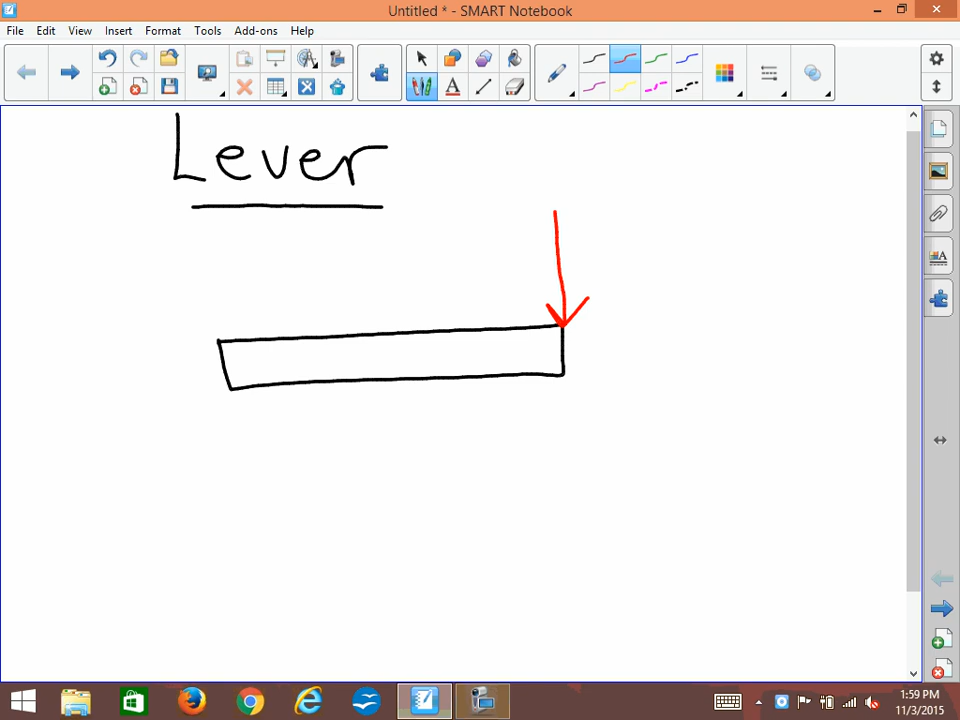 Untitled * - SMART Notebook
File Edit View Insert Format Tools Add-ons Help
Lever
1:59 PM
11/3/2015